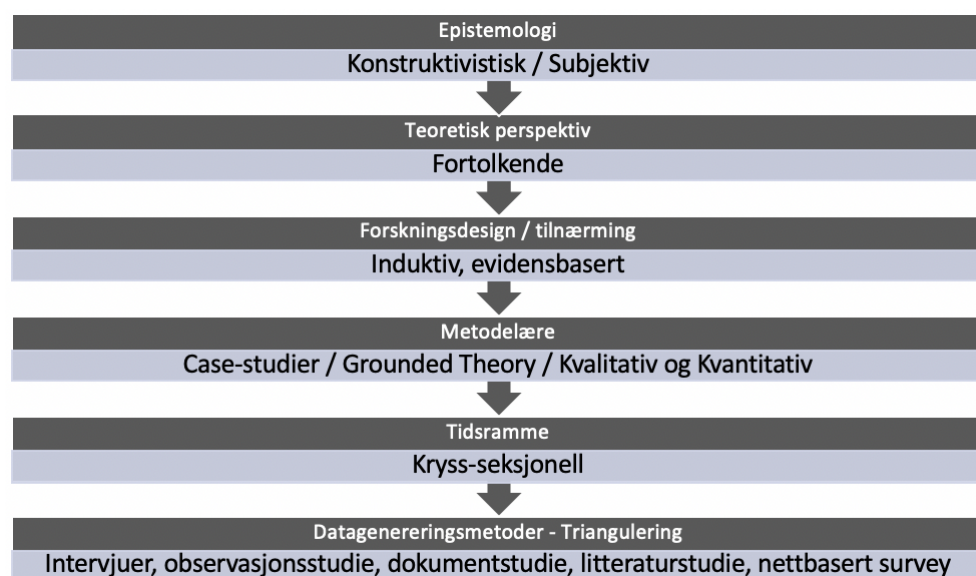 Epistemologi
Konstruktivistisk / Subjektiv
Teoretisk perspektiv
Fortolkende
Forskningsdesign / tilnærming
Induktiv, evidensbasert
Metodelære
Case-studier / Grounded Theory / Kvalitativ og Kvantitativ
Tidsramme
Kryss-seksjonell
Datagenereringsmetoder - Triangulering
Intervjuer, observasjonsstudie, dokumentstudie, litteraturstudie, nettbasert survey